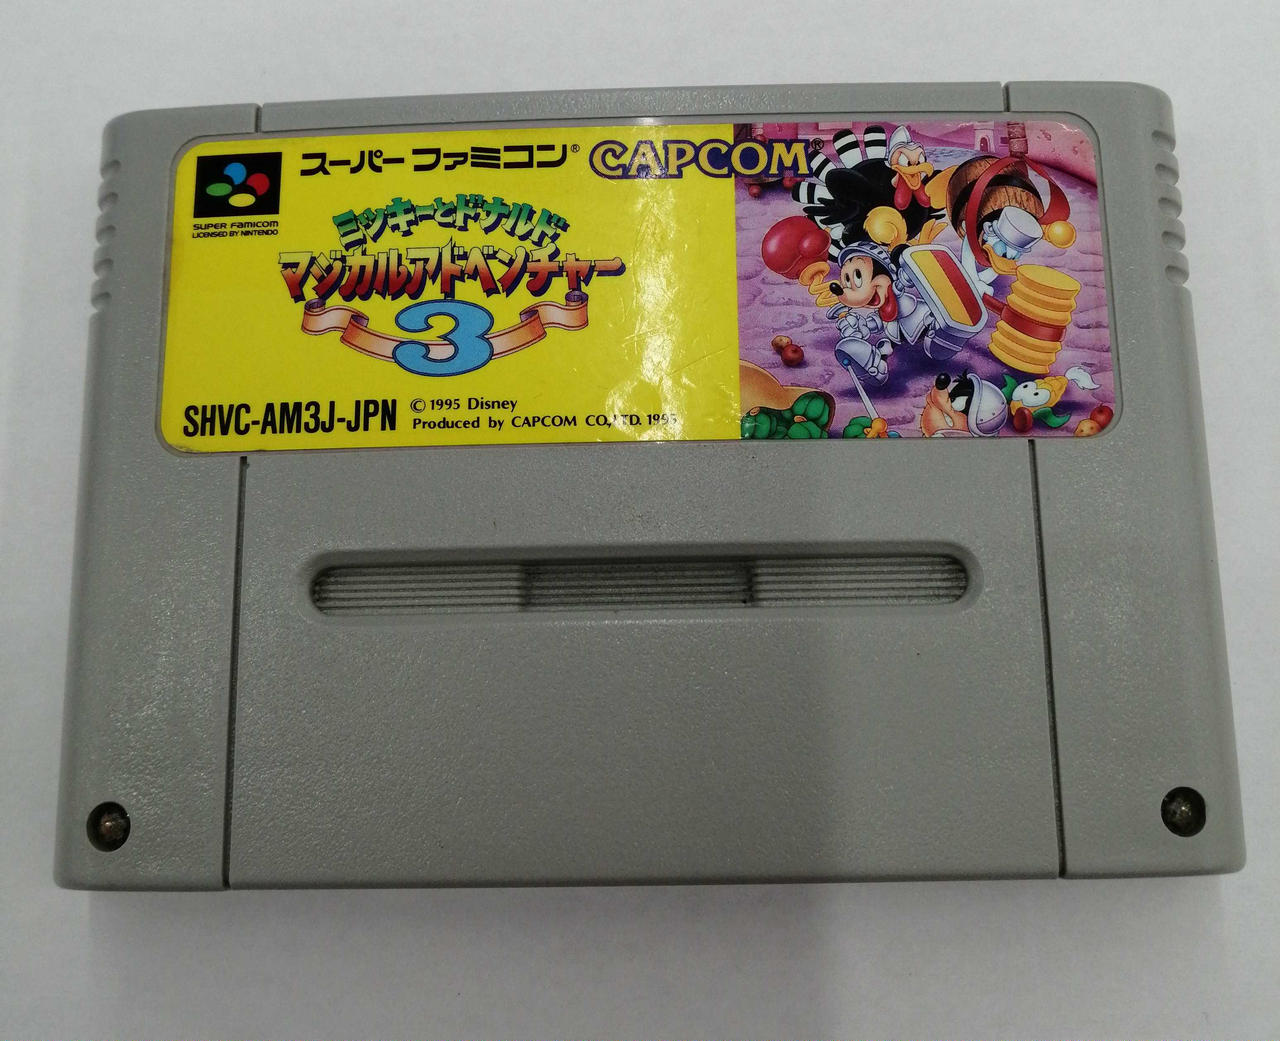 スーパーファミコン® CAPCOM®
SUPER FAMICOM
LICENSED BY NINTENDO
ミッキーとドナルド
マジカルアドベンチャー
3
SHVC-AM3J-JPN
© 1995 Disney
Produced by CAPCOM CO.,LTD. 1995